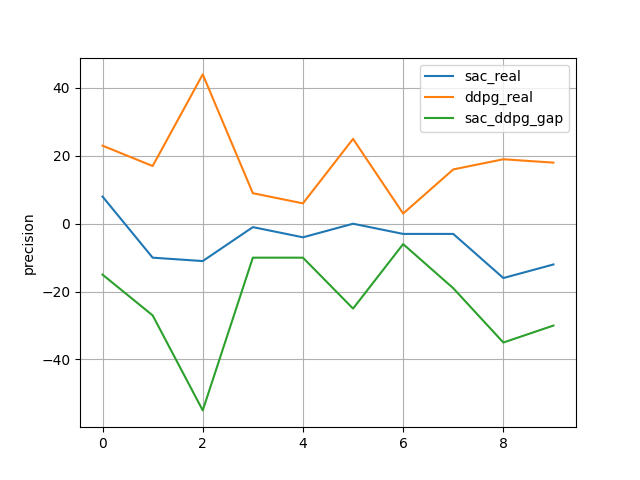 sac_real
ddpg_real
sac_ddpg_gap
40
20
0
−20
−40
precision
0 2 4 6 8